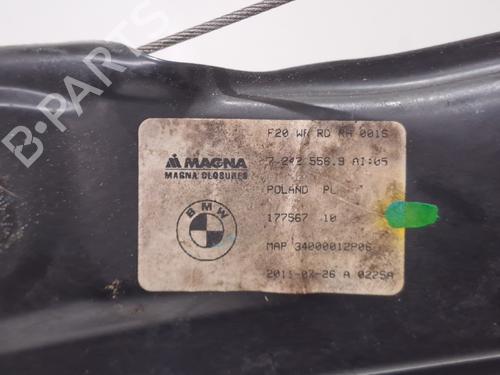 F20 WR RD RH 001S
MAGNA
7 242 556.9 AI:05
MAGNA CLOSURES
POLAND PL
BMW
177567 10
MAP 34000012P06
2011-07-26 A 0225A
B-PARTS